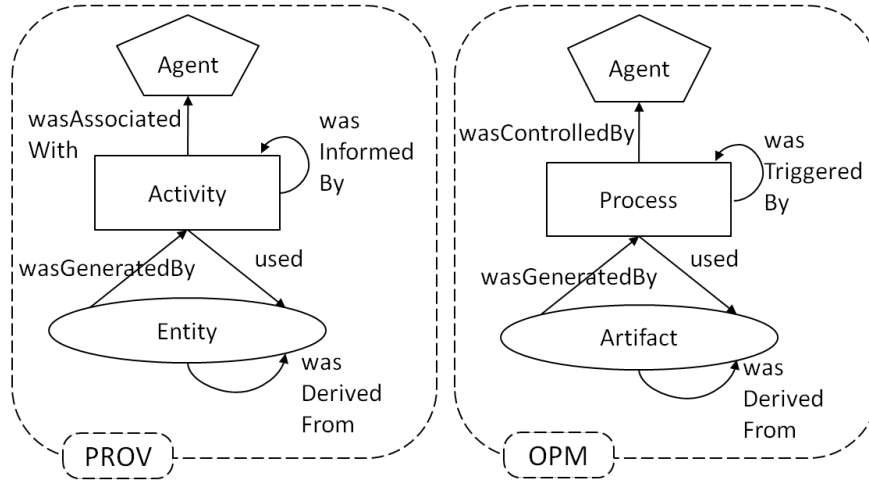 Agent
wasAssociated
With
was
Informed
By
Activity
wasGeneratedBy
used
Entity
was
Derived
From
PROV
Agent
wasControlledBy
was
Triggered
By
Process
wasGeneratedBy
used
Artifact
was
Derived
From
OPM